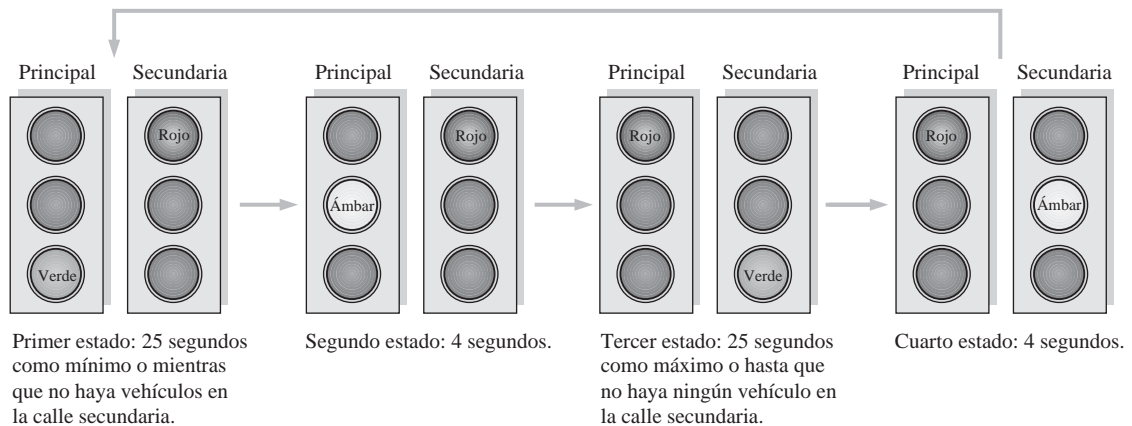 Principal Secundaria
Rojo
Verde
Primer estado: 25 segundos
como mínimo o mientras
que no haya vehículos en
la calle secundaria.
Principal Secundaria
Rojo
Ámbar
Segundo estado: 4 segundos.
Principal Secundaria
Rojo
Verde
Tercer estado: 25 segundos
como máximo o hasta que
no haya ningún vehículo en
la calle secundaria.
Principal Secundaria
Rojo
Ámbar
Cuarto estado: 4 segundos.